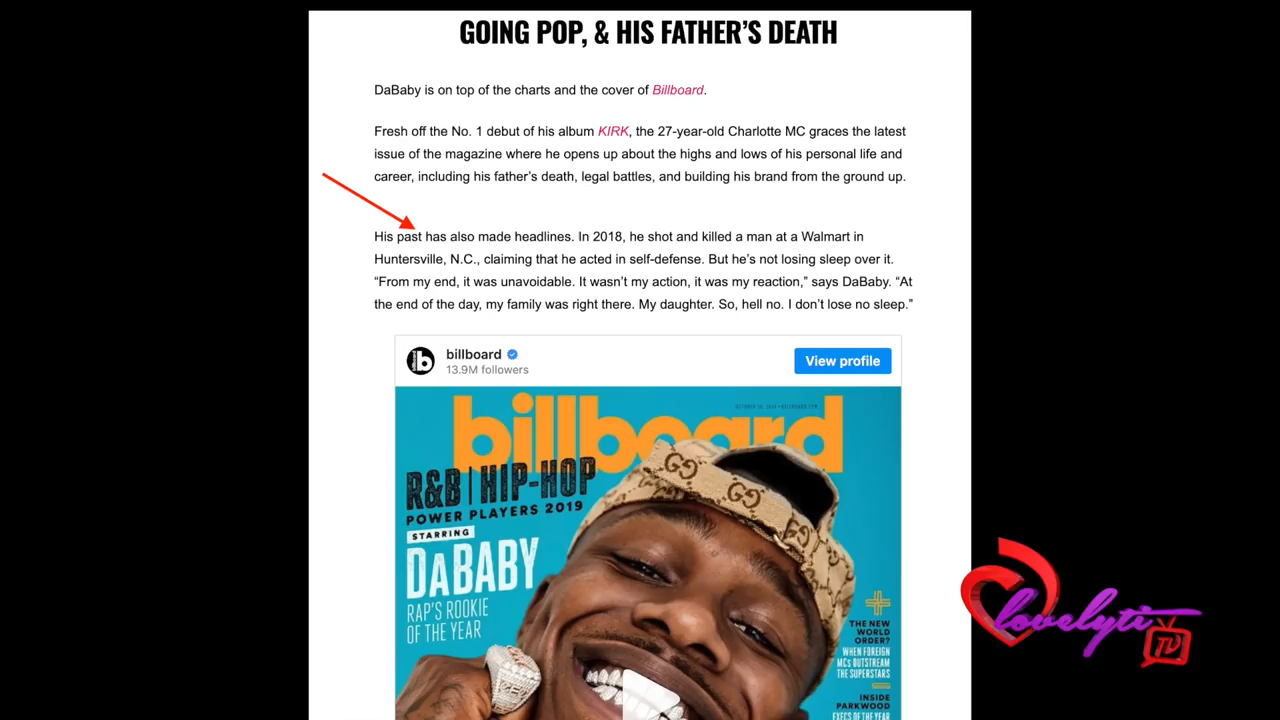 GOING POP, & HIS FATHER’S DEATH
DaBaby is on top of the charts and the cover of Billboard.
Fresh off the No. 1 debut of his album KIRK, the 27-year-old Charlotte MC graces the latest
issue of the magazine where he opens up about the highs and lows of his personal life and
career, including his father’s death, legal battles, and building his brand from the ground up.
His past has also made headlines. In 2018, he shot and killed a man at a Walmart in
Huntersville, N.C., claiming that he acted in self-defense. But he’s not losing sleep over it.
“From my end, it was unavoidable. It wasn’t my action, it was my reaction,” says DaBaby. “At
the end of the day, my family was right there. My daughter. So, hell no. I don’t lose no sleep.”
billboard
13.9M followers
View profile
billboard
R&B | HIP-HOP
POWER PLAYERS 2019
STARRING
DABABY
RAP'S ROOKIE
OF THE YEAR
THE NEW
WORLD
ORDER?
WHEN FOREIGN
MCs OUTSTREAM
THE SUPERSTARS
INSIDE
PARKWOOD
EXECS OF THE YEAR
lovelyti
TV